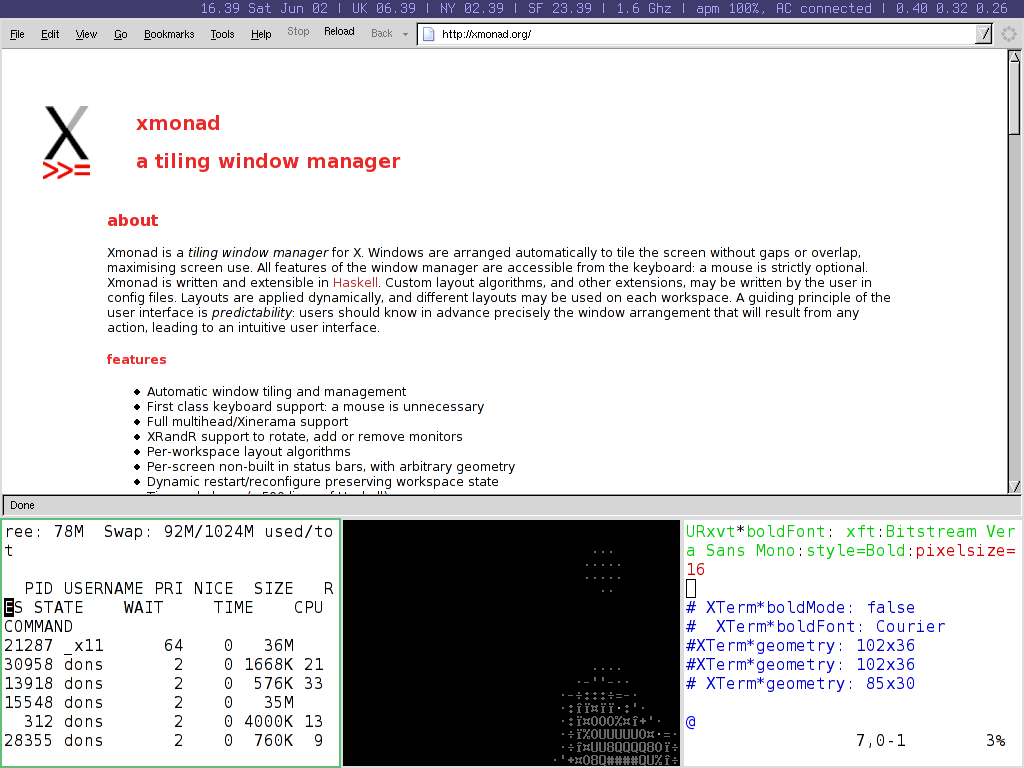 16.39 Sat Jun 02 | UK 06.39 | NY 02.39 | SF 23.39 | 1.6 Ghz | apm 100%, AC connected | 0.40 0.32 0.26
File Edit View Go Bookmarks Tools Help Stop Reload Back http://xmonad.org/
X
>>=
xmonad
a tiling window manager
about
Xmonad is a tiling window manager for X. Windows are arranged automatically to tile the screen without gaps or overlap,
maximising screen use. All features of the window manager are accessible from the keyboard: a mouse is strictly optional.
Xmonad is written and extensible in Haskell. Custom layout algorithms, and other extensions, may be written by the user in
config files. Layouts are applied dynamically, and different layouts may be used on each workspace. A guiding principle of the
user interface is predictability: users should know in advance precisely the window arrangement that will result from any
action, leading to an intuitive user interface.
features
Automatic window tiling and management
First class keyboard support: a mouse is unnecessary
Full multihead/Xinerama support
XRandR support to rotate, add or remove monitors
Per-workspace layout algorithms
Per-screen non-built in status bars, with arbitrary geometry
Dynamic restart/reconfigure preserving workspace state
Done
ree: 78M  Swap: 92M/1024M used/to
t
PID USERNAME PRI NICE  SIZE   R
ES STATE    WAIT     TIME    CPU
COMMAND
21287 _x11      64    0   36M
30958 dons       2    0 1668K 21
13918 dons       2    0  576K 33
15548 dons       2    0   35M
312 dons       2    0 4000K 13
28355 dons       2    0  760K  9
URxvt*boldFont: xft:Bitstream Ver
a Sans Mono:style=Bold:pixelsize=
16
# XTerm*boldMode: false
#  XTerm*boldFont: Courier
#XTerm*geometry: 102x36
#XTerm*geometry: 102x36
# XTerm*geometry: 85x30
@
7,0-1        3%